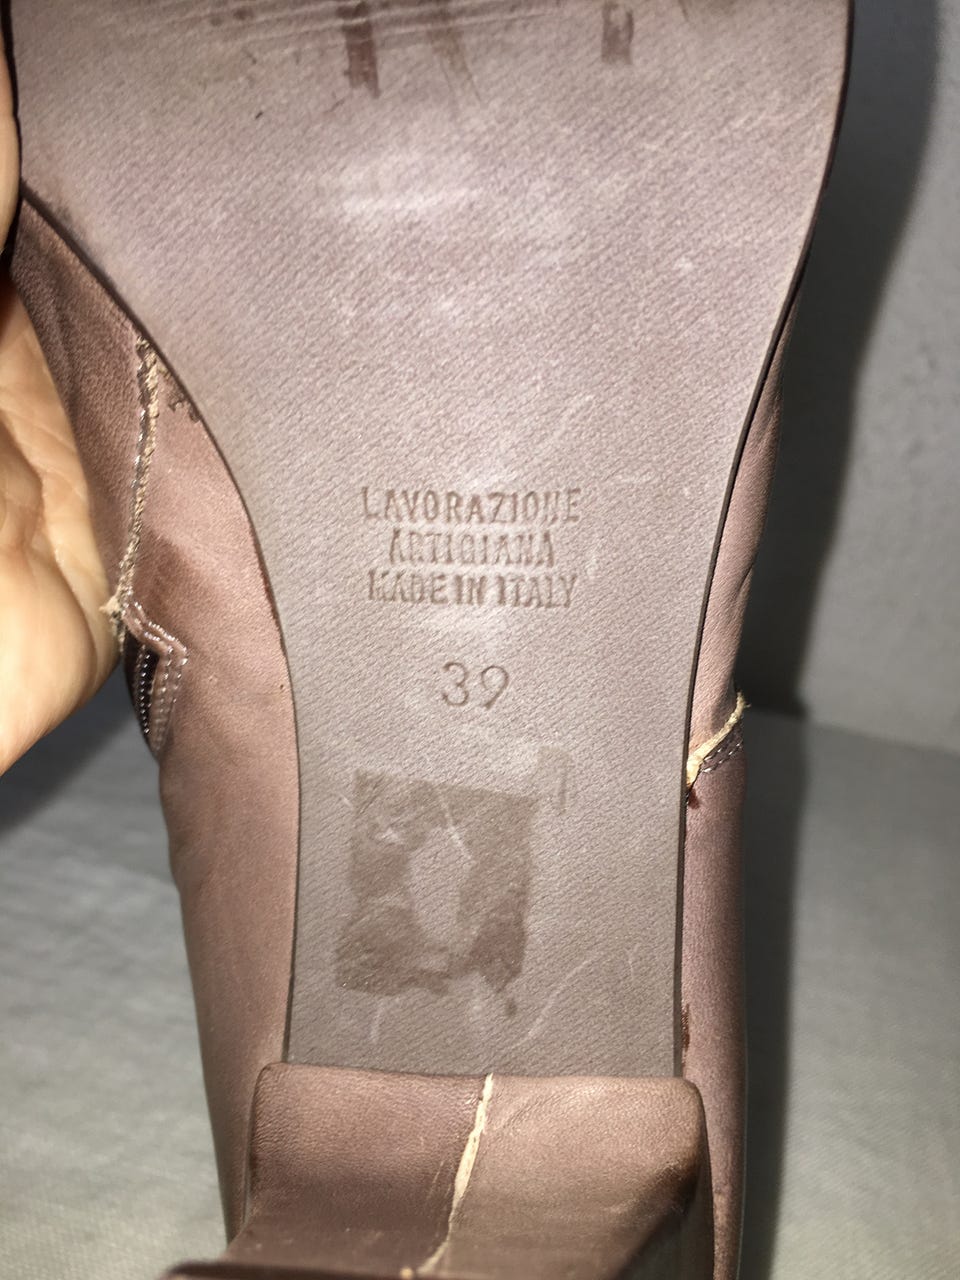 LAVORAZIONE
ARTIGIANA
MADE IN ITALY
39